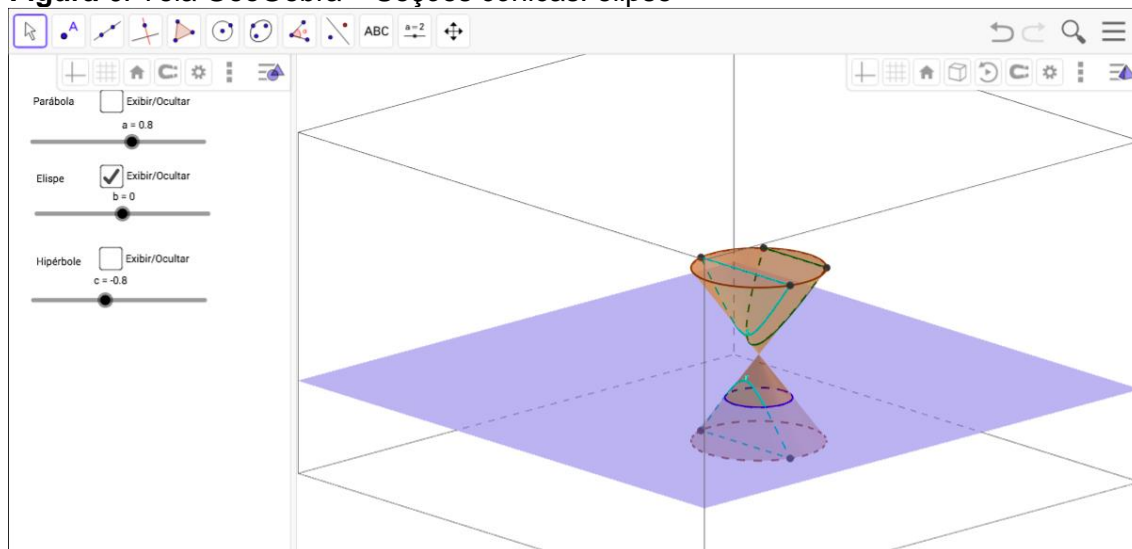 Figura 6: Tela GeoGebra – Seções cônicas: elipse
A
ABC
a=2
Parábola
Exibir/Ocultar
a = 0.8
Elispe
Exibir/Ocultar
b = 0
Hipérbole
Exibir/Ocultar
c = -0.8